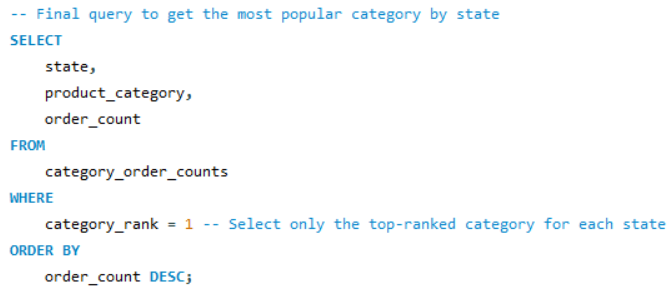 -- Final query to get the most popular category by state
SELECT
    state,
    product_category,
    order_count
FROM
    category_order_counts
WHERE
    category_rank = 1 -- Select only the top-ranked category for each state
ORDER BY
    order_count DESC;